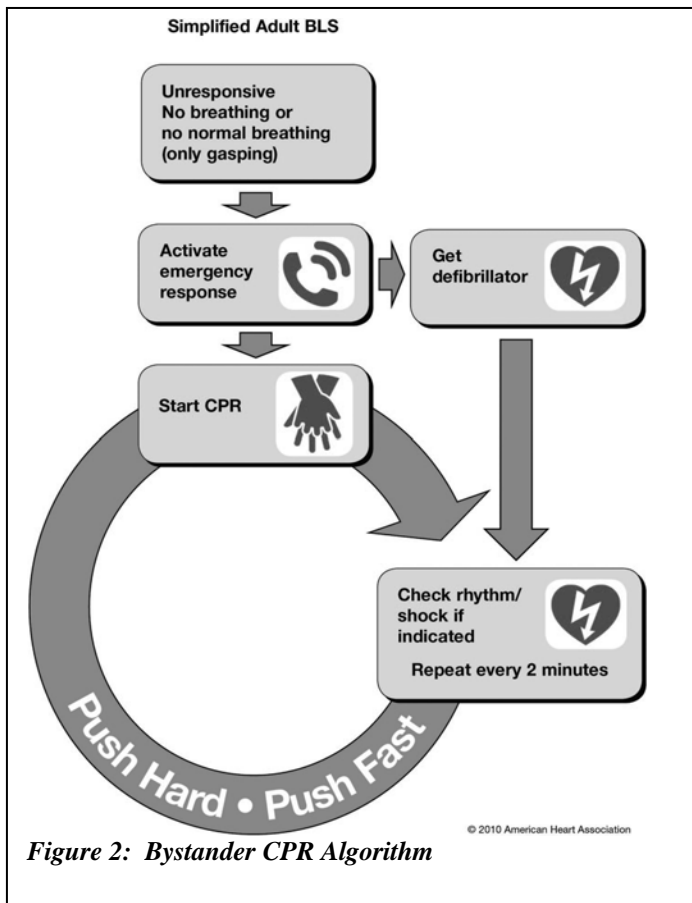 Simplified Adult BLS
Unresponsive
No breathing or
no normal breathing
(only gasping)
Activate
emergency
response
Get
defibrillator
Start CPR
Check rhythm/
shock if
indicated
Repeat every 2 minutes
Push Hard • Push Fast
© 2010 American Heart Association
Figure 2: Bystander CPR Algorithm